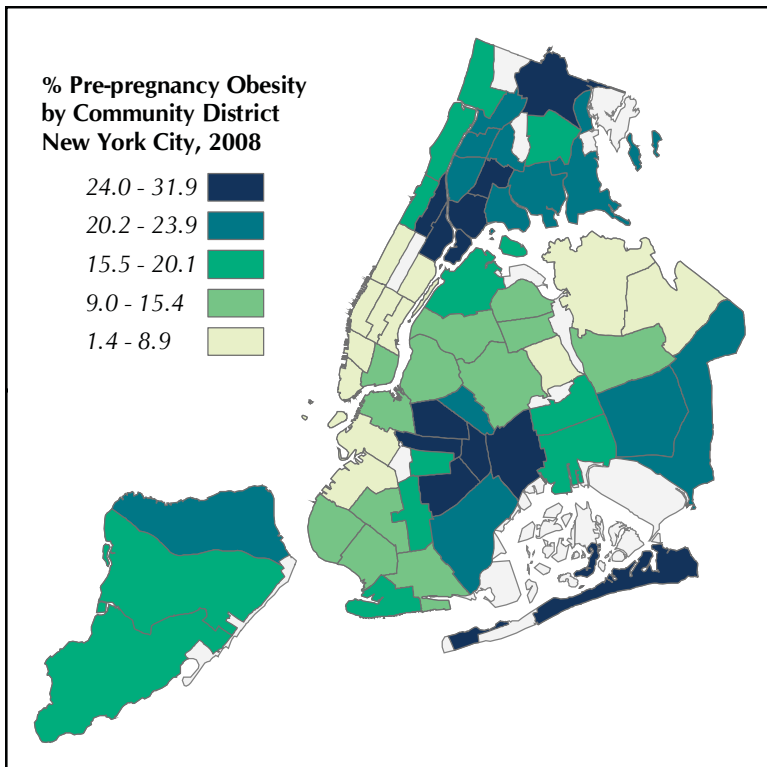 % Pre-pregnancy Obesity
by Community District
New York City, 2008
24.0 - 31.9
20.2 - 23.9
15.5 - 20.1
9.0 - 15.4
1.4 - 8.9